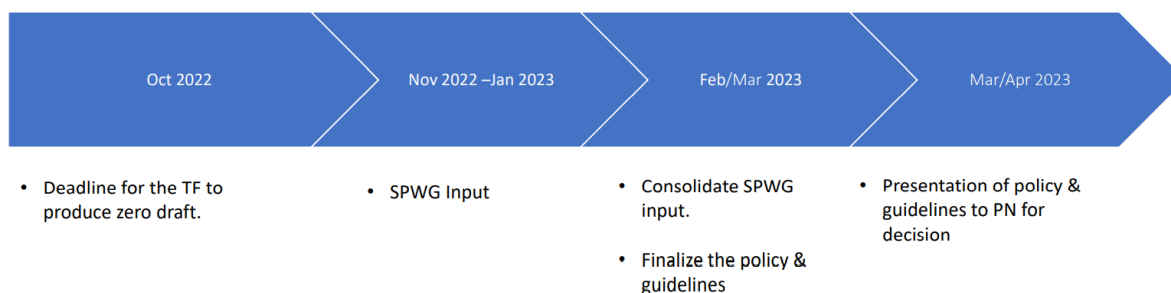 Oct 2022
Nov 2022 –Jan 2023
Feb/Mar 2023
Mar/Apr 2023
• Deadline for the TF to
produce zero draft.
• SPWG Input
• Consolidate SPWG
input.
• Finalize the policy &
guidelines
• Presentation of policy &
guidelines to PN for
decision